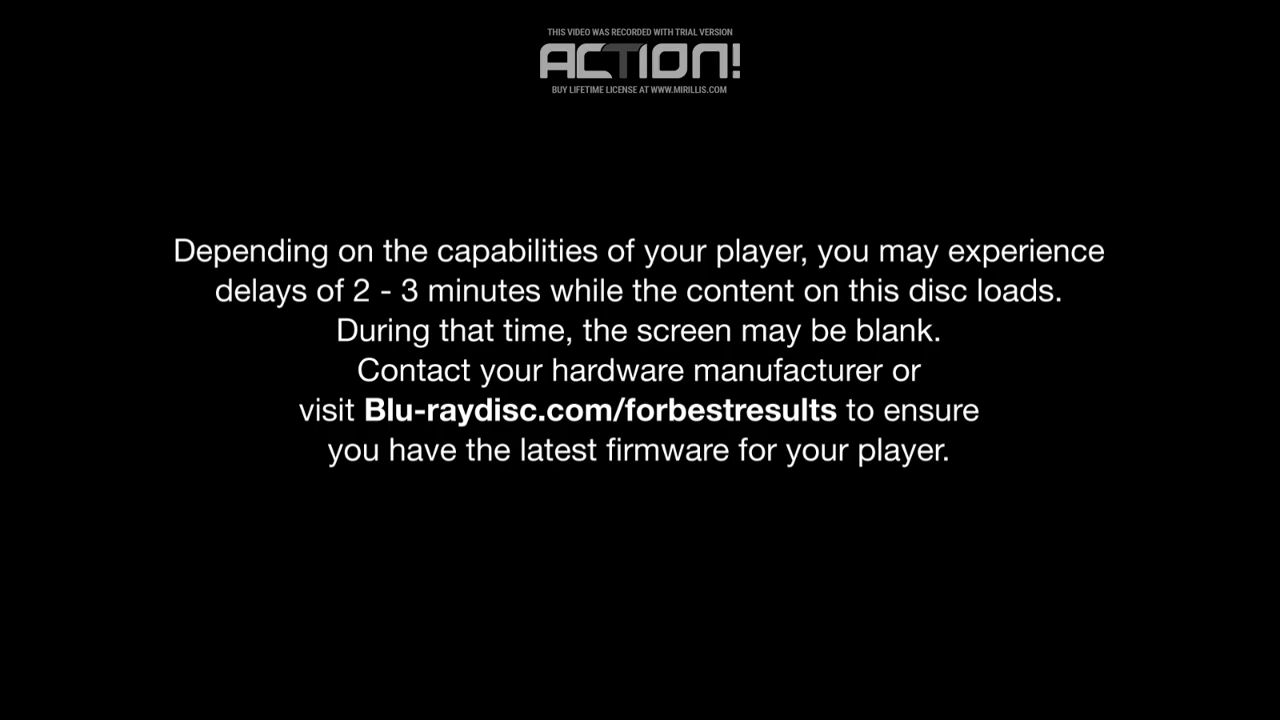 THIS VIDEO WAS RECORDED WITH TRIAL VERSION
ACTION!
BUY LIFETIME LICENSE AT WWW.MIRILLIS.COM
Depending on the capabilities of your player, you may experience
delays of 2 - 3 minutes while the content on this disc loads.
During that time, the screen may be blank.
Contact your hardware manufacturer or
visit Blu-raydisc.com/forbestresults to ensure
you have the latest firmware for your player.